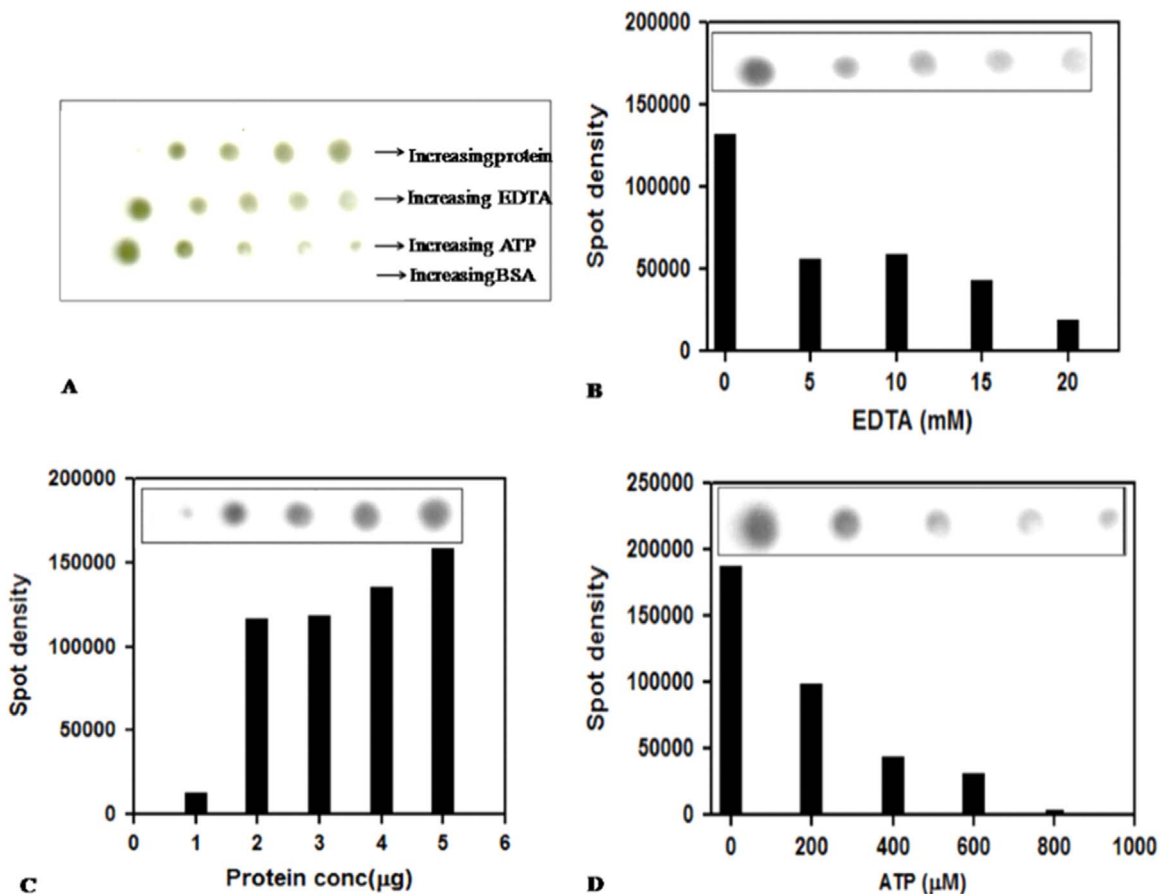 →Increasingprotein
→Increasing EDTA
→Increasing ATP
→IncreasingBSA
A
200000
150000
100000
50000
0
Spot density
0 5 10 15 20
EDTA (mM)
B
200000
150000
100000
50000
0
Spot density
0 1 2 3 4 5 6
Protein conc(μg)
C
250000
200000
150000
100000
50000
0
Spot density
0 200 400 600 800 1000
ATP (μM)
D